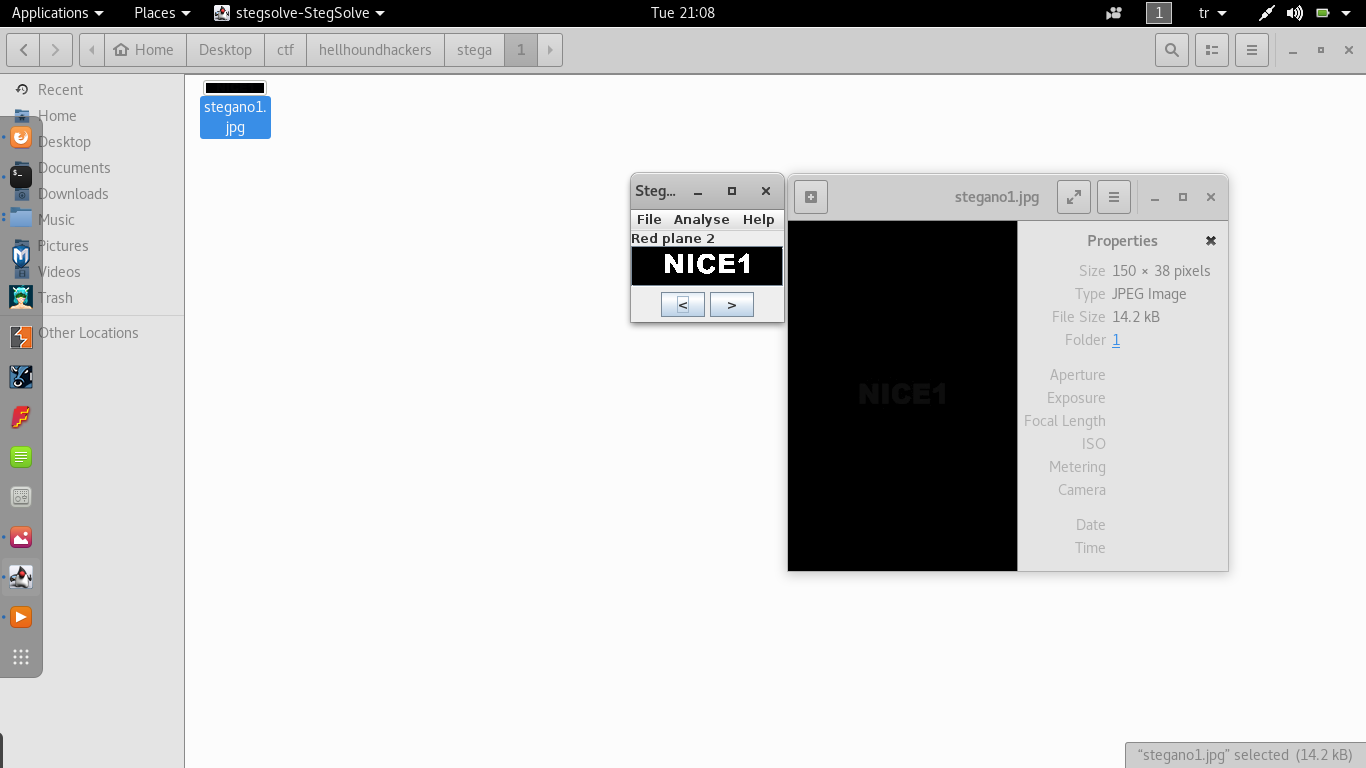 Applications Places stegsolve-StegSolve Tue 21:08 1 tr
Home Desktop ctf hellhoundhackers stega 1
Recent
Home
Desktop
Documents
Downloads
Music
Pictures
Videos
Trash
Other Locations
stegano1.
jpg
Steg...
File Analyse Help
Red plane 2
NICE1
< >
stegano1.jpg
NICE1
Properties
Size 150 × 38 pixels
Type JPEG Image
File Size 14.2 kB
Folder 1
Aperture
Exposure
Focal Length
ISO
Metering
Camera
Date
Time
“stegano1.jpg” selected (14.2 kB)